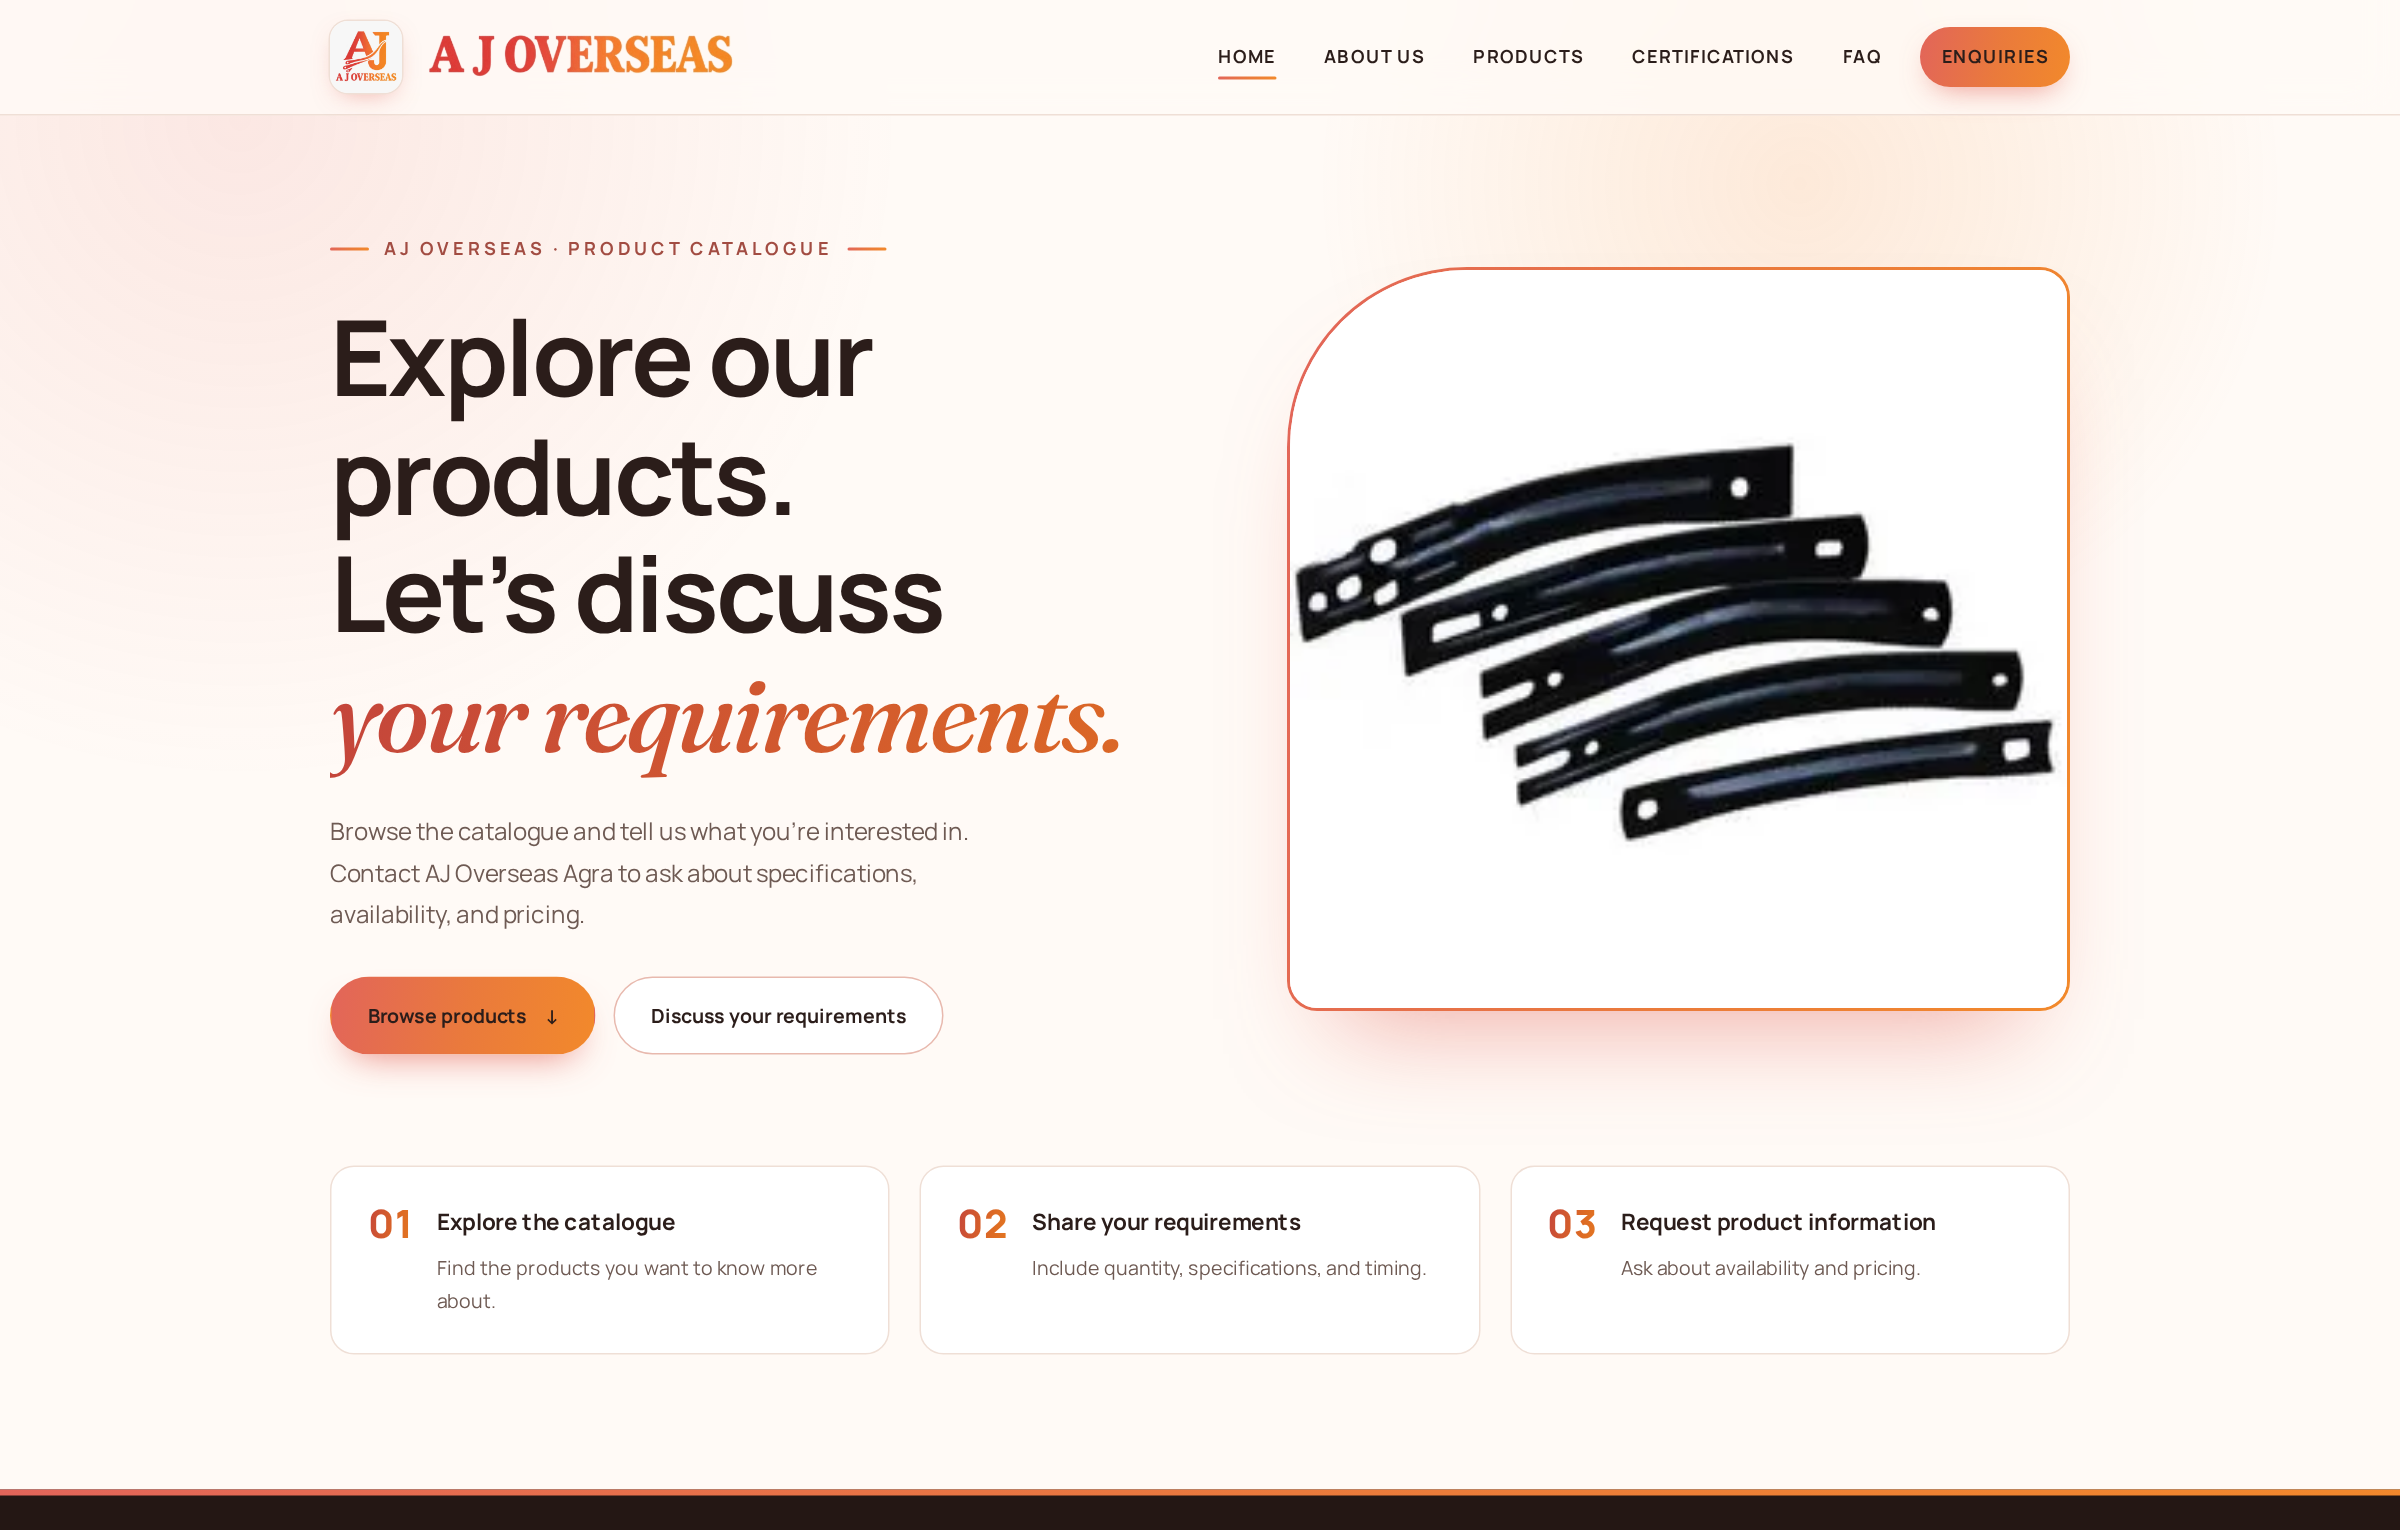 AJ
A J OVERSEAS
A J OVERSEAS
HOME
ABOUT US
PRODUCTS
CERTIFICATIONS
FAQ
ENQUIRIES
AJ OVERSEAS · PRODUCT CATALOGUE
Explore our
products.
Let’s discuss
your requirements.
Browse the catalogue and tell us what you’re interested in.
Contact AJ Overseas Agra to ask about specifications,
availability, and pricing.
Browse products ↓
Discuss your requirements
01
Explore the catalogue
Find the products you want to know more
about.
02
Share your requirements
Include quantity, specifications, and timing.
03
Request product information
Ask about availability and pricing.